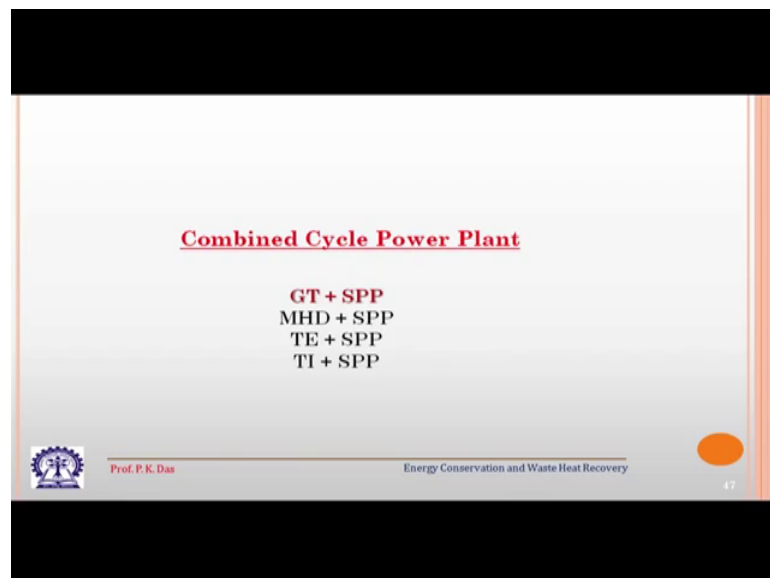 Combined Cycle Power Plant
GT + SPP
MHD + SPP
TE + SPP
TI + SPP
Prof. P. K. Das
Energy Conservation and Waste Heat Recovery
47